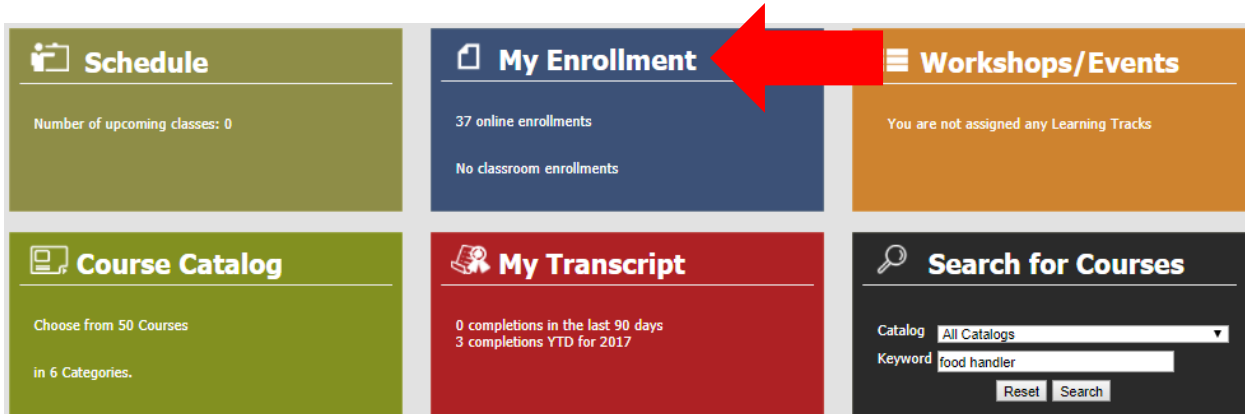 Schedule
Number of upcoming classes: 0
My Enrollment
37 online enrollments
No classroom enrollments
Workshops/Events
You are not assigned any Learning Tracks
Course Catalog
Choose from 50 Courses
in 6 Categories.
My Transcript
0 completions in the last 90 days
3 completions YTD for 2017
Search for Courses
Catalog All Catalogs
Keyword food handler
Reset Search